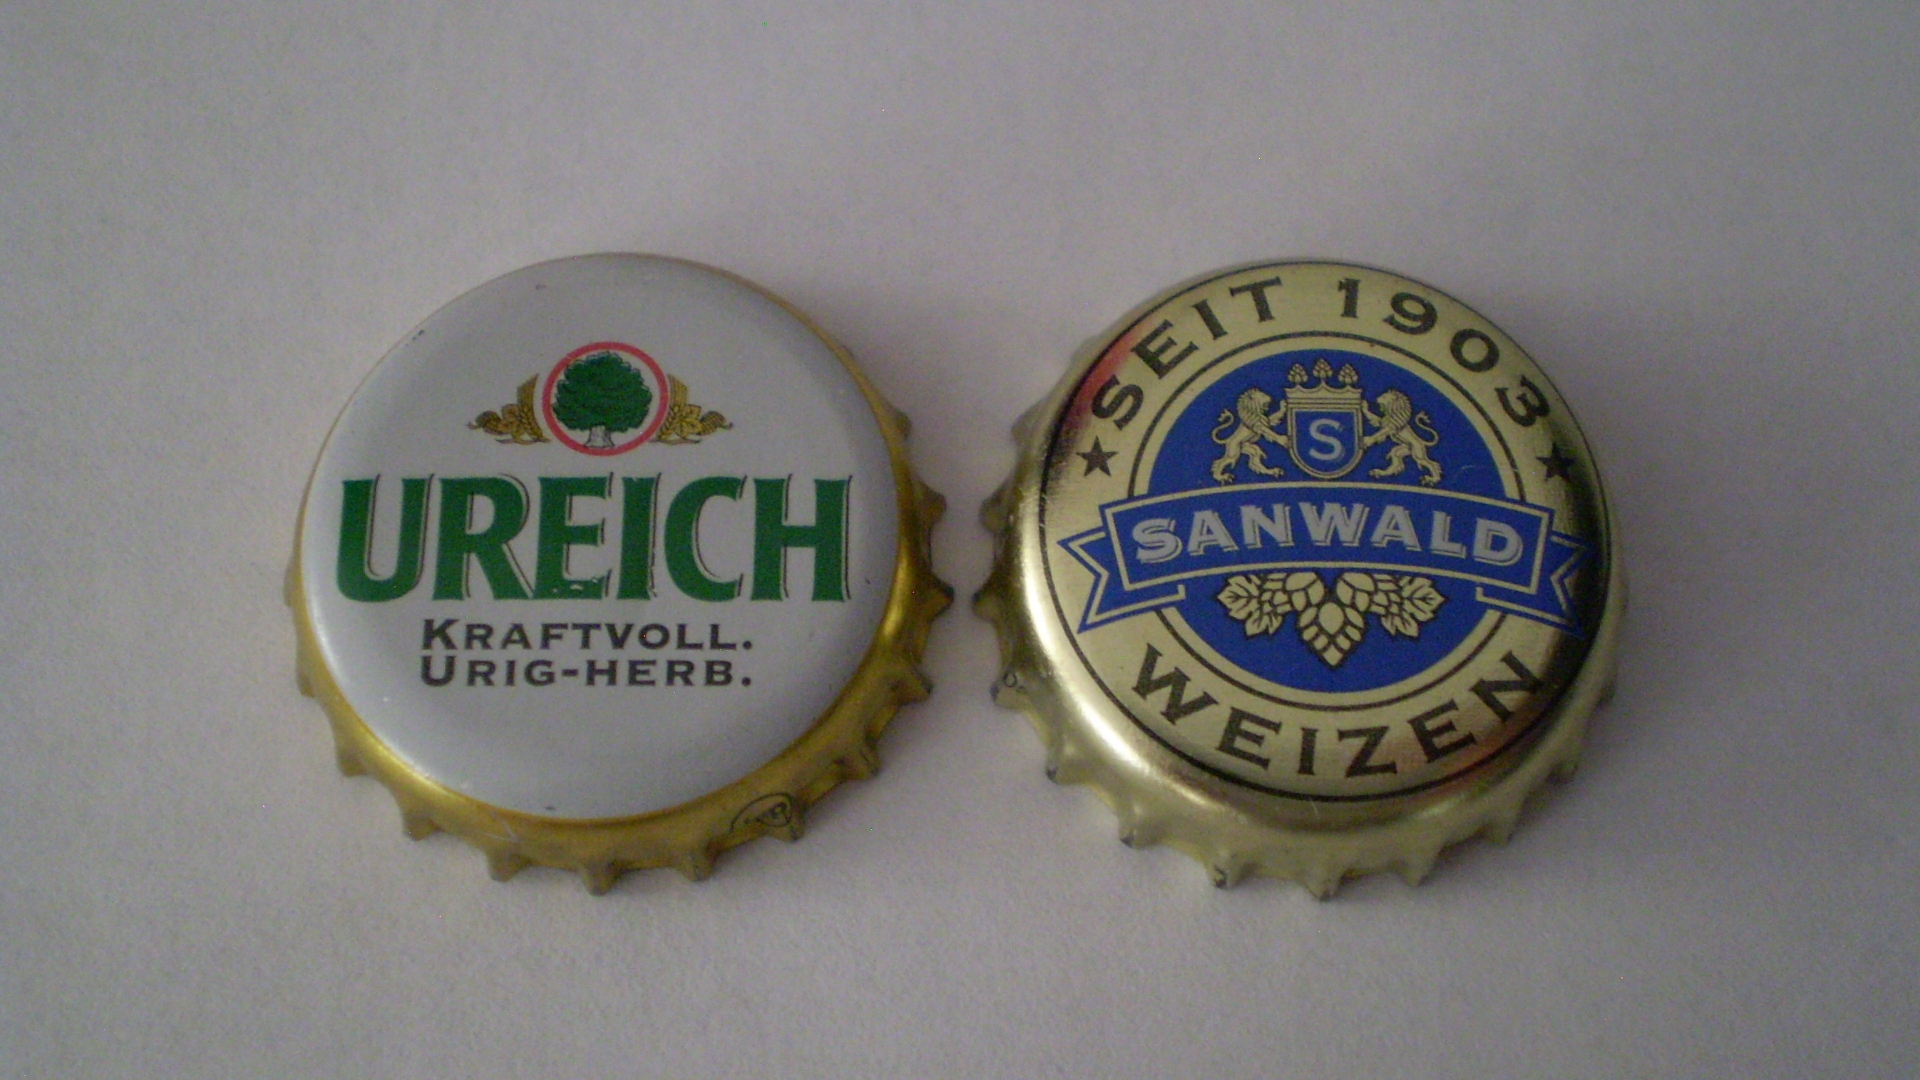 UREICH
KRAFTVOLL.
URIG-HERB.
SEIT 1903
S
SANWALD
WEIZEN